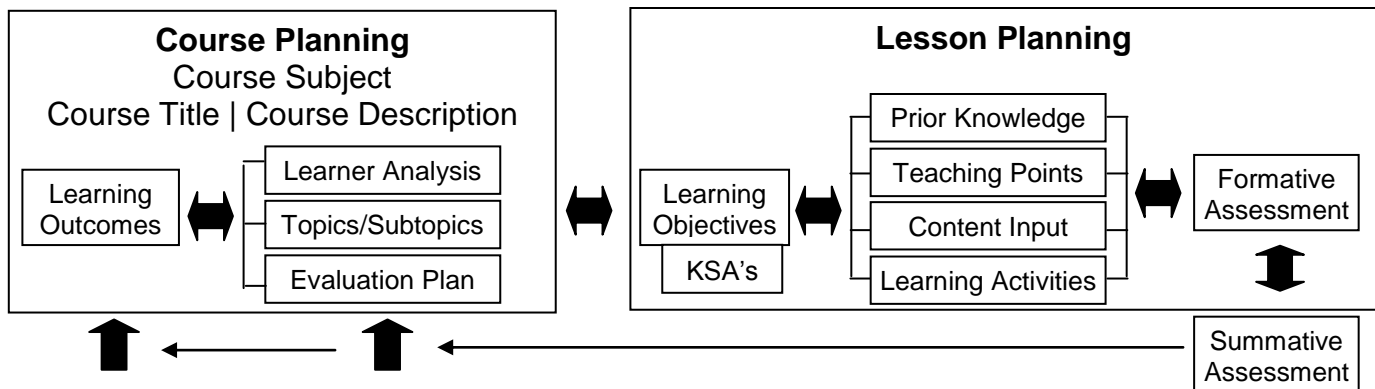 Course Planning
Course Subject
Course Title | Course Description
Learning
Outcomes
Learner Analysis
Topics/Subtopics
Evaluation Plan
Lesson Planning
Learning
Objectives
KSA's
Prior Knowledge
Teaching Points
Content Input
Learning Activities
Formative
Assessment
Summative
Assessment